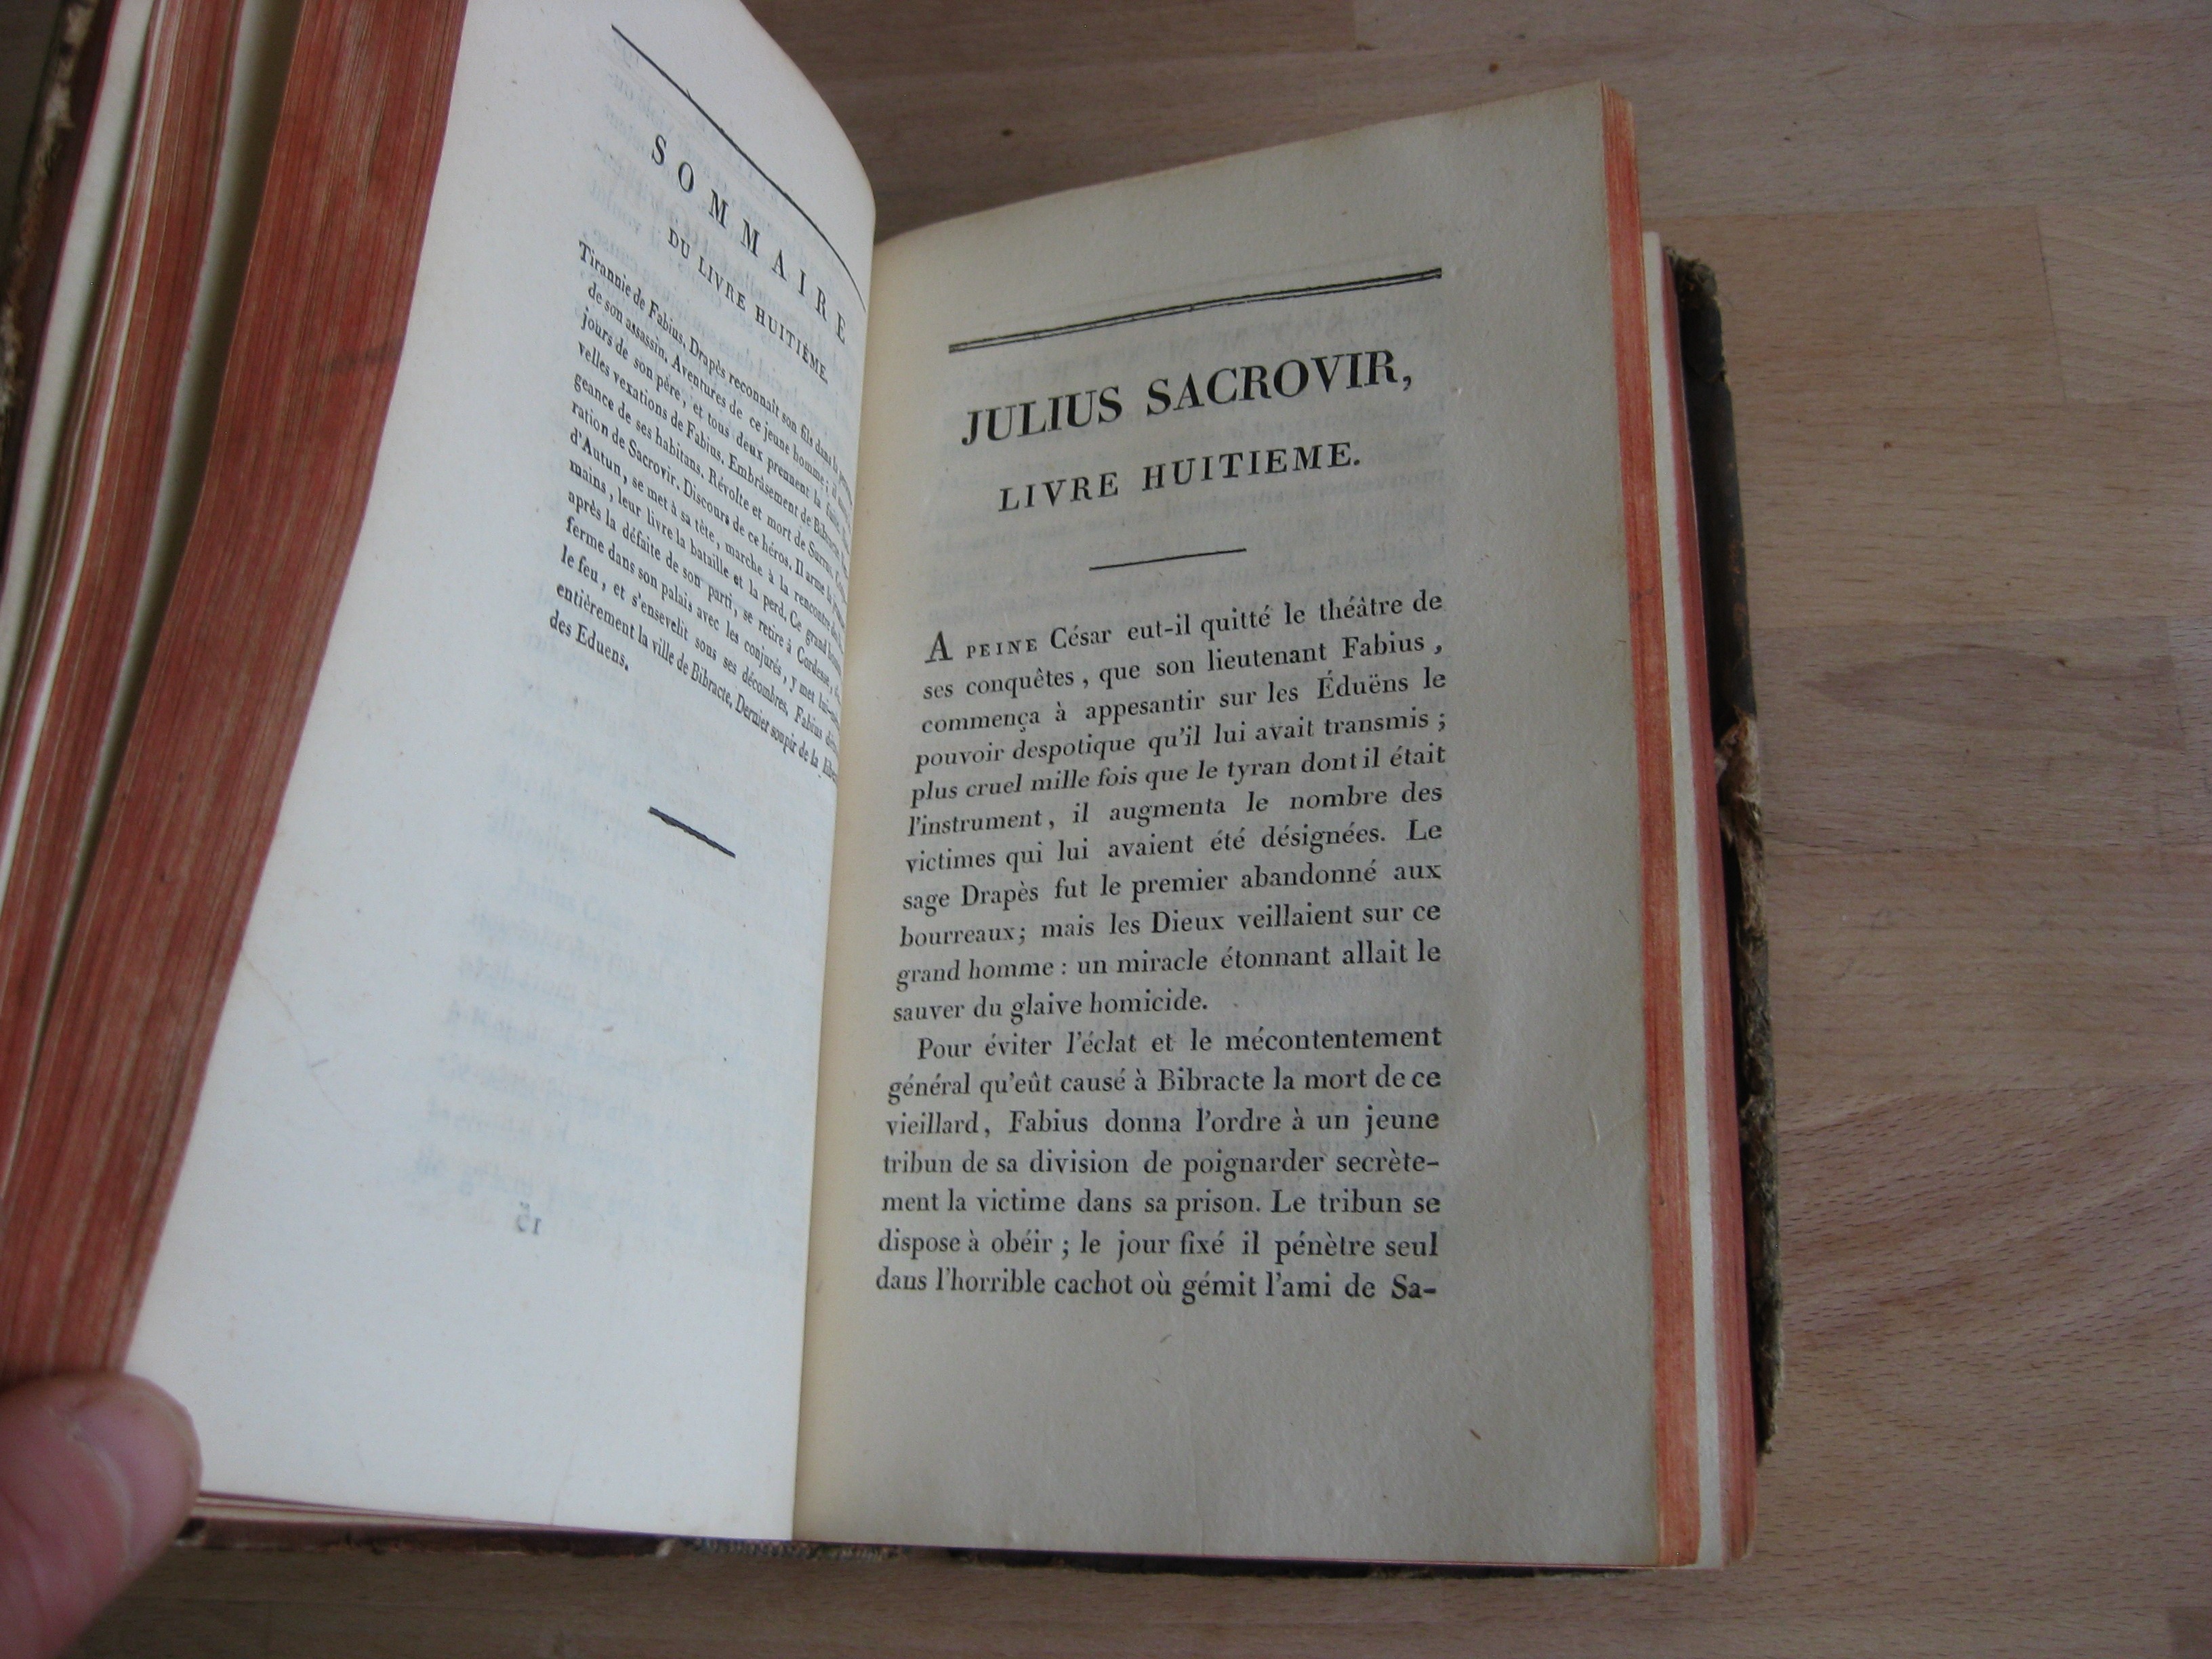 SOMMAIRE
DU LIVRE HUITIÈME.
Tirannie de Fabius. Drapès reconnaît son fils dans la
de son assassin. Aventures de ce jeune homme ; il
jours de son père, et tous deux prennent la fuite.
velles vexations de Fabius. Embrâsement de Bibracte.
geance de ses habitans. Révolte et mort de
ration de Sacrovir. Discours de ce héros. Il arme la
d'Autun, se met à sa tête, marche à la rencontre des
mains, leur livre la bataille et la perd. Ce grand
après la défaite de son parti, se retire à Cordesse,
ferme dans son palais avec les conjurés, y met
le feu, et s'ensevelit sous ses décombres. Fabius
entièrement la ville de Bibracte. Dernier soupir de la
des Eduens.
15
JULIUS SACROVIR,
LIVRE HUITIEME.
A PEINE César eut-il quitté le théâtre de
ses conquêtes, que son lieutenant Fabius,
commença à appesantir sur les Éduëns le
pouvoir despotique qu'il lui avait transmis ;
plus cruel mille fois que le tyran dont il était
l'instrument, il augmenta le nombre des
victimes qui lui avaient été désignées. Le
sage Drapès fut le premier abandonné aux
bourreaux; mais les Dieux veillaient sur ce
grand homme : un miracle étonnant allait le
sauver du glaive homicide.
Pour éviter l'éclat et le mécontentement
général qu'eût causé à Bibracte la mort de ce
vieillard, Fabius donna l'ordre à un jeune
tribun de sa division de poignarder secrète-
ment la victime dans sa prison. Le tribun se
dispose à obéir ; le jour fixé il pénètre seul
dans l'horrible cachot où gémit l'ami de Sa-